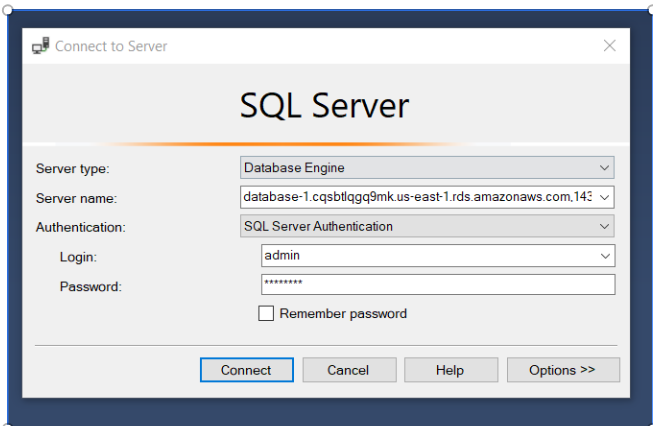 Connect to Server
SQL Server
Server type: Database Engine
Server name: database-1.cqsbtlqgq9mk.us-east-1.rds.amazonaws.com,143
Authentication: SQL Server Authentication
Login: admin
Password: ********
Remember password
Connect Cancel Help Options >>